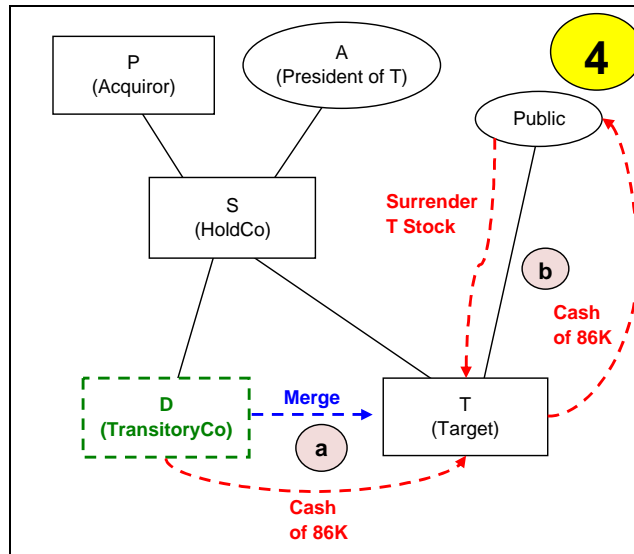 4
P
(Acquiror)
A
(President of T)
Public
S
(HoldCo)
Surrender
T Stock
b
Cash
of 86K
D
(TransitoryCo)
Merge
a
T
(Target)
Cash
of 86K